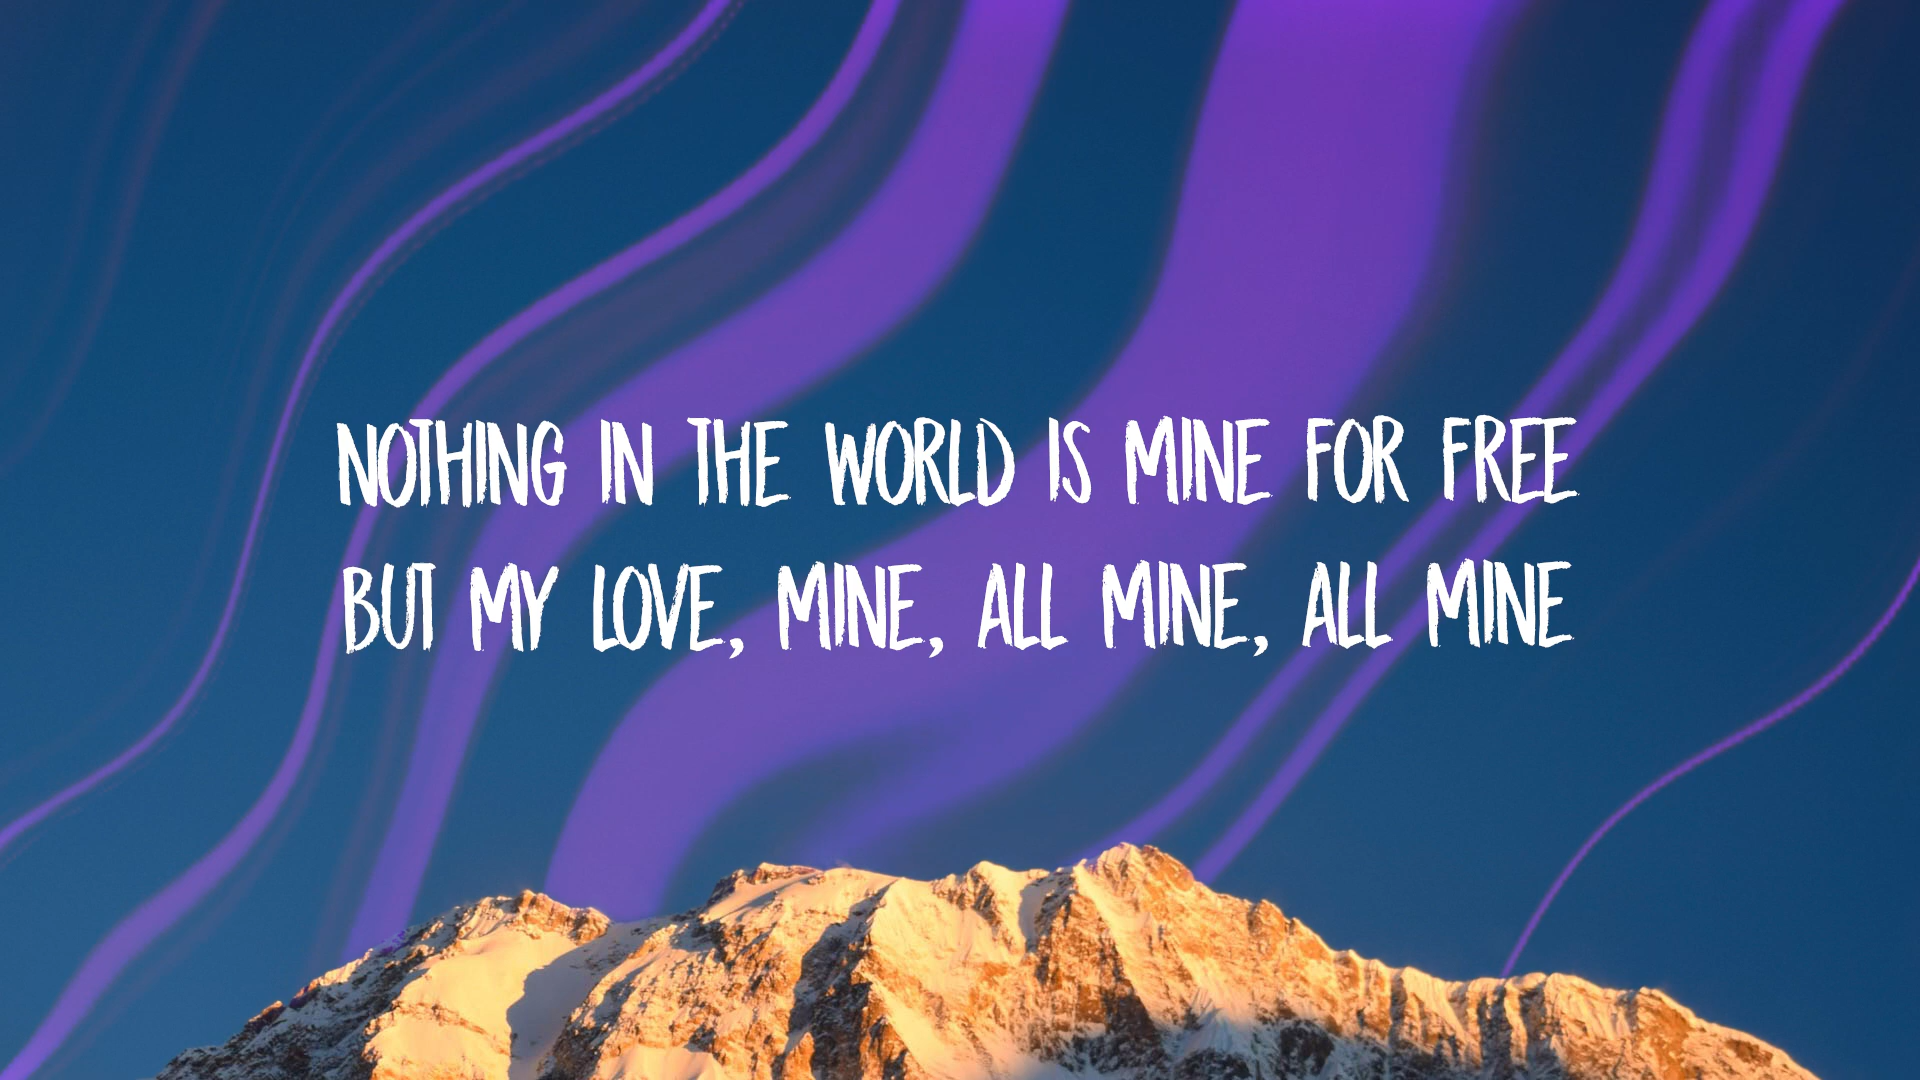 NOTHING IN THE WORLD IS MINE FOR FREE
BUT MY LOVE, MINE, ALL MINE, ALL MINE